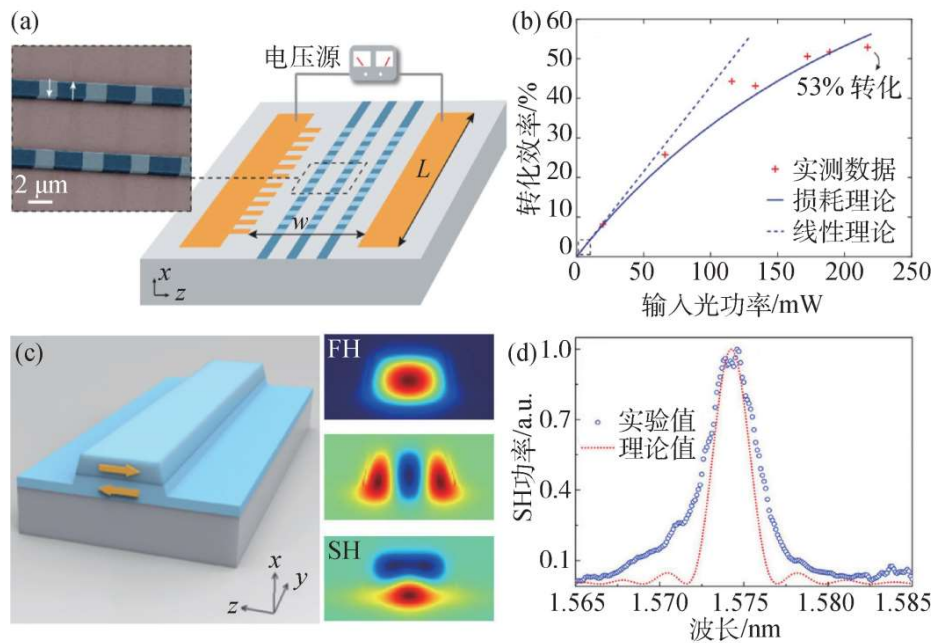 (a)
电压源
2 μm
w
L
x
z
(b)
转化效率/%
60
50
40
30
20
10
0
53% 转化
实测数据
损耗理论
线性理论
0 50 100 150 200 250
输入光功率/mW
(c)
FH
SH
x
y
z
(d)
SH功率/a.u.
1.0
0.7
0.4
0.1
实验值
理论值
1.565 1.570 1.575 1.580 1.585
波长/nm